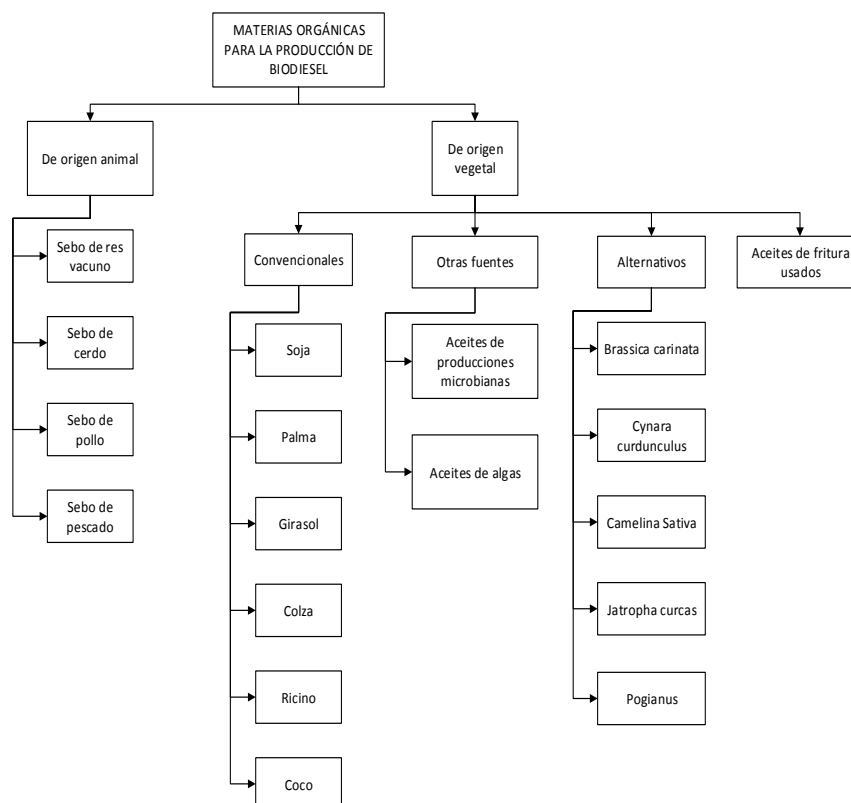 MATERIAS ORGÁNICAS
PARA LA PRODUCCIÓN DE
BIODIESEL
De origen animal
De origen
vegetal
Sebo de res
vacuno
Sebo de
cerdo
Sebo de
pollo
Sebo de
pescado
Convencionales
Otras fuentes
Alternativos
Aceites de fritura
usados
Soja
Palma
Girasol
Colza
Ricino
Coco
Aceites de
producciones
microbianas
Aceites de algas
Brassica carinata
Cynara
curdunculus
Camelina Sativa
Jatropha curcas
Pogianus